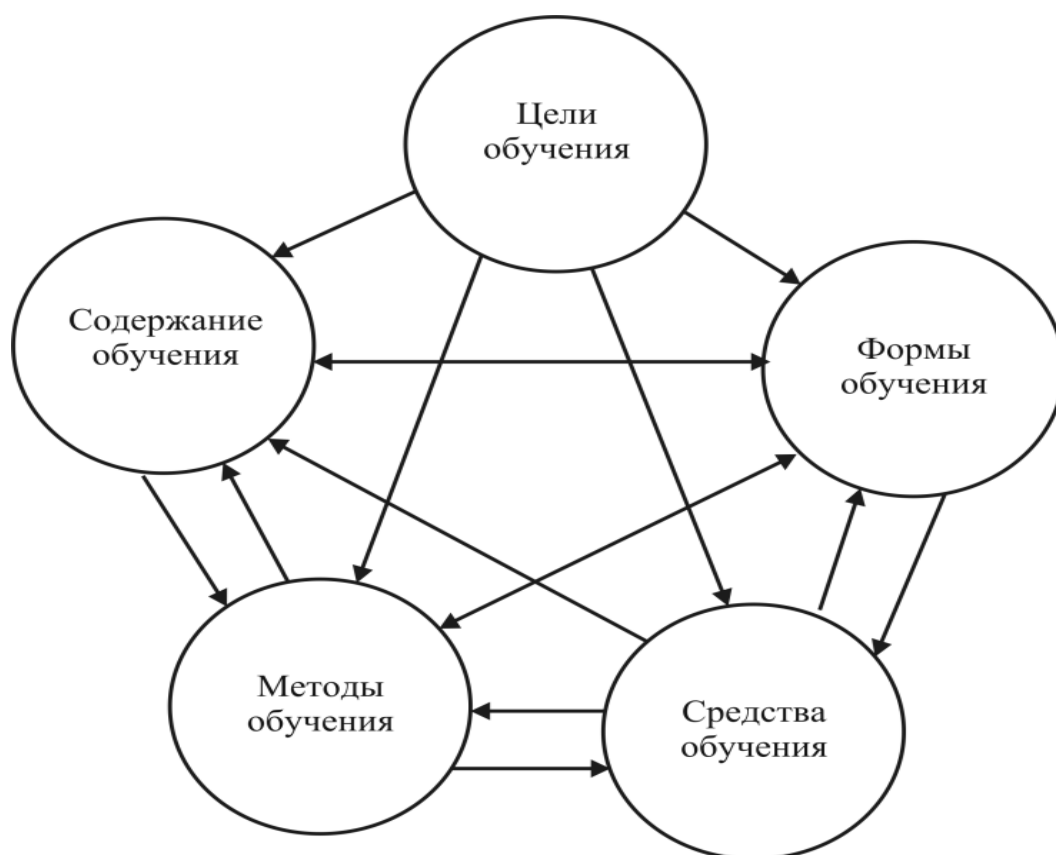 Цели
обучения
Содержание
обучения
Формы
обучения
Методы
обучения
Средства
обучения